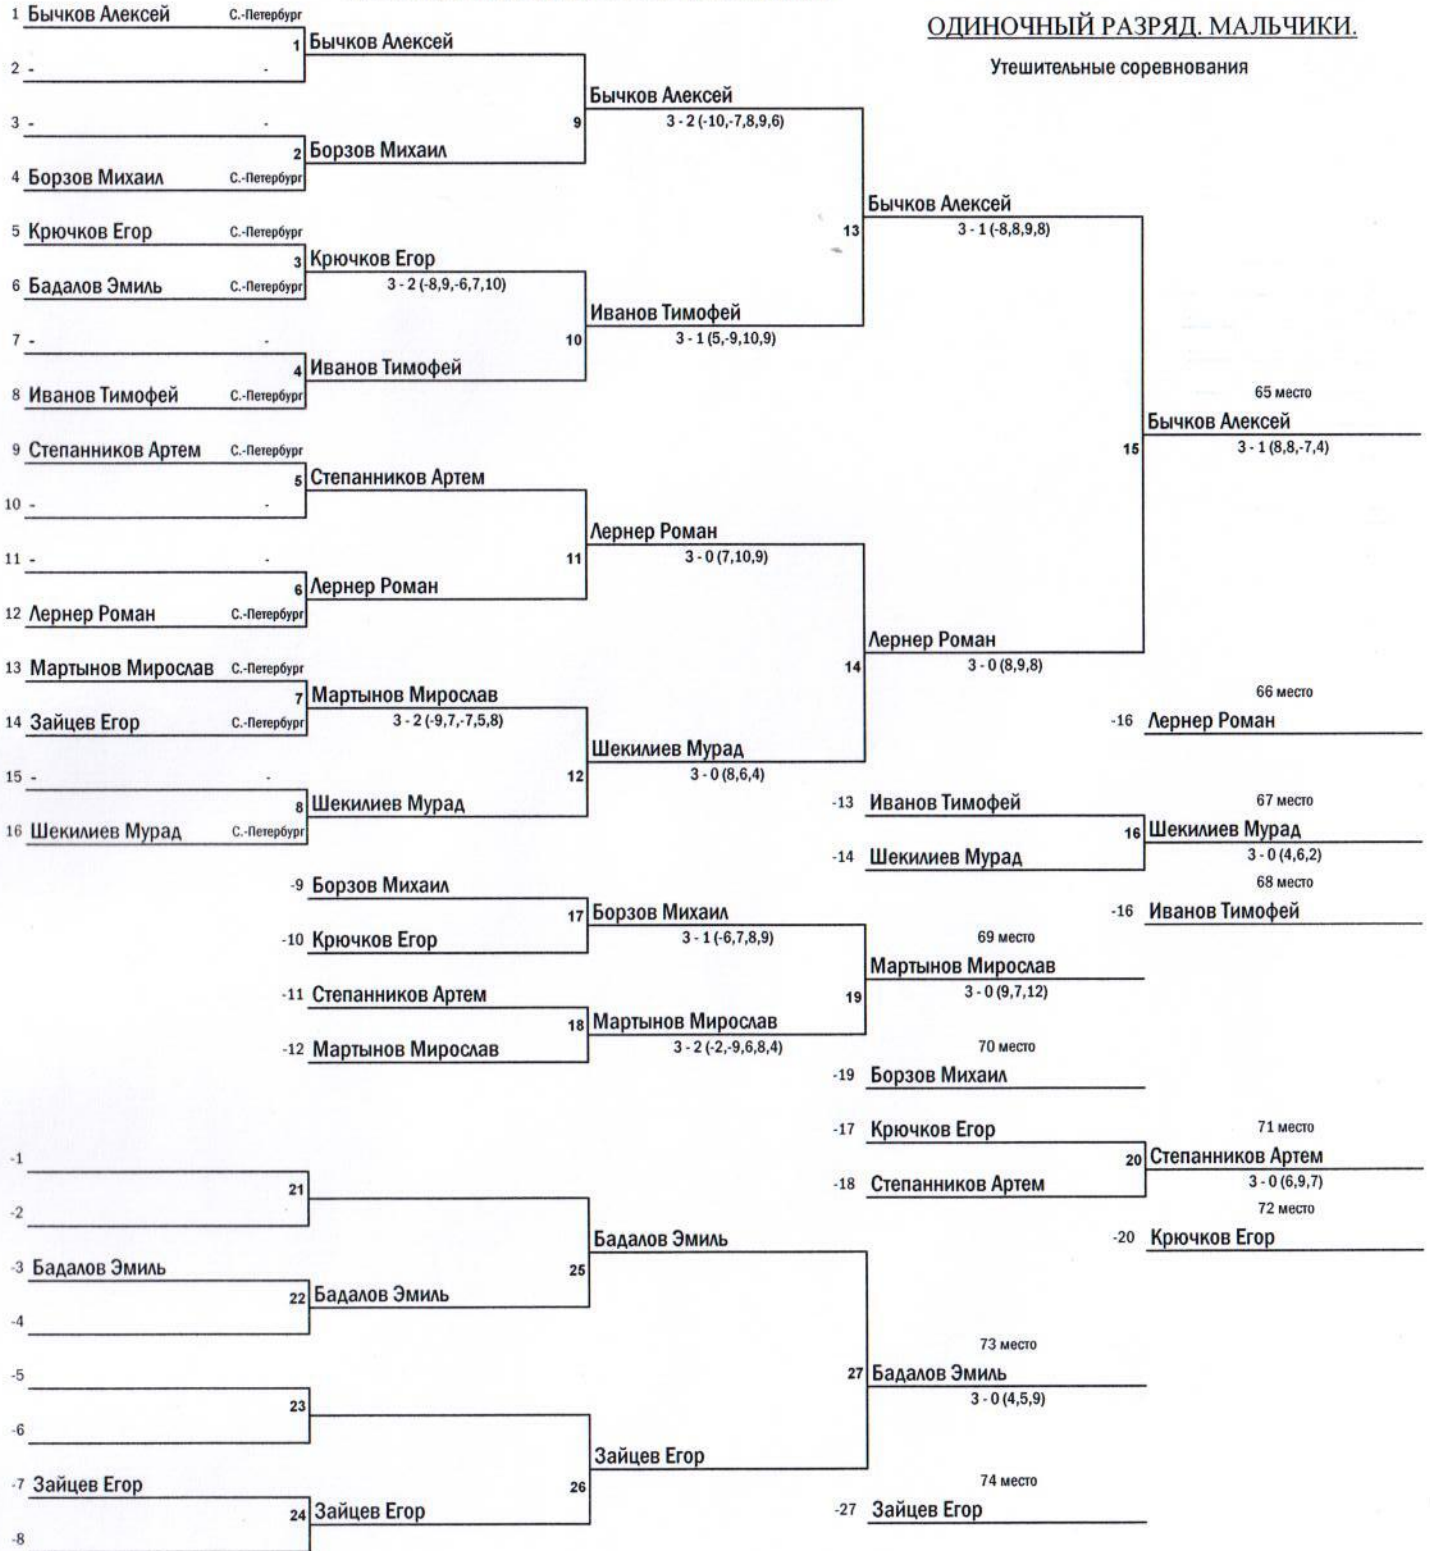 ОДИНОЧНЫЙ РАЗРЯД. МАЛЬЧИКИ.
Утешительные соревнования
1 Бычков Алексей С.-Петербург
1 Бычков Алексей
2 - -
Бычков Алексей
9 3 - 2 (-10,-7,8,9,6)
3 - -
2 Борзов Михаил
4 Борзов Михаил С.-Петербург
Бычков Алексей
13 3 - 1 (-8,8,9,8)
5 Крючков Егор С.-Петербург
3 Крючков Егор
6 Бадалов Эмиль С.-Петербург
3 - 2 (-8,9,-6,7,10)
Иванов Тимофей
10 3 - 1 (5,-9,10,9)
7 - -
4 Иванов Тимофей
8 Иванов Тимофей С.-Петербург
65 место
Бычков Алексей
15 3 - 1 (8,8,-7,4)
9 Степанников Артем С.-Петербург
5 Степанников Артем
10 - -
Лернер Роман
11 3 - 0 (7,10,9)
11 - -
6 Лернер Роман
12 Лернер Роман С.-Петербург
Лернер Роман
14 3 - 0 (8,9,8)
13 Мартынов Мирослав С.-Петербург
7 Мартынов Мирослав
14 Зайцев Егор С.-Петербург
3 - 2 (-9,7,-7,5,8)
66 место
-16 Лернер Роман
Шекилиев Мурад
12 3 - 0 (8,6,4)
15 - -
8 Шекилиев Мурад
16 Шекилиев Мурад С.-Петербург
-13 Иванов Тимофей
67 место
16 Шекилиев Мурад
3 - 0 (4,6,2)
-14 Шекилиев Мурад
68 место
-16 Иванов Тимофей
-9 Борзов Михаил
17 Борзов Михаил
3 - 1 (-6,7,8,9)
-10 Крючков Егор
69 место
Мартынов Мирослав
19 3 - 0 (9,7,12)
-11 Степанников Артем
18 Мартынов Мирослав
3 - 2 (-2,-9,6,8,4)
-12 Мартынов Мирослав
70 место
-19 Борзов Михаил
-17 Крючков Егор
71 место
20 Степанников Артем
3 - 0 (6,9,7)
-18 Степанников Артем
72 место
-20 Крючков Егор
-1
21
-2
Бадалов Эмиль
25
-3 Бадалов Эмиль
22 Бадалов Эмиль
-4
73 место
27 Бадалов Эмиль
3 - 0 (4,5,9)
-5
23
-6
Зайцев Егор
26
-7 Зайцев Егор
24 Зайцев Егор
-8
74 место
-27 Зайцев Егор